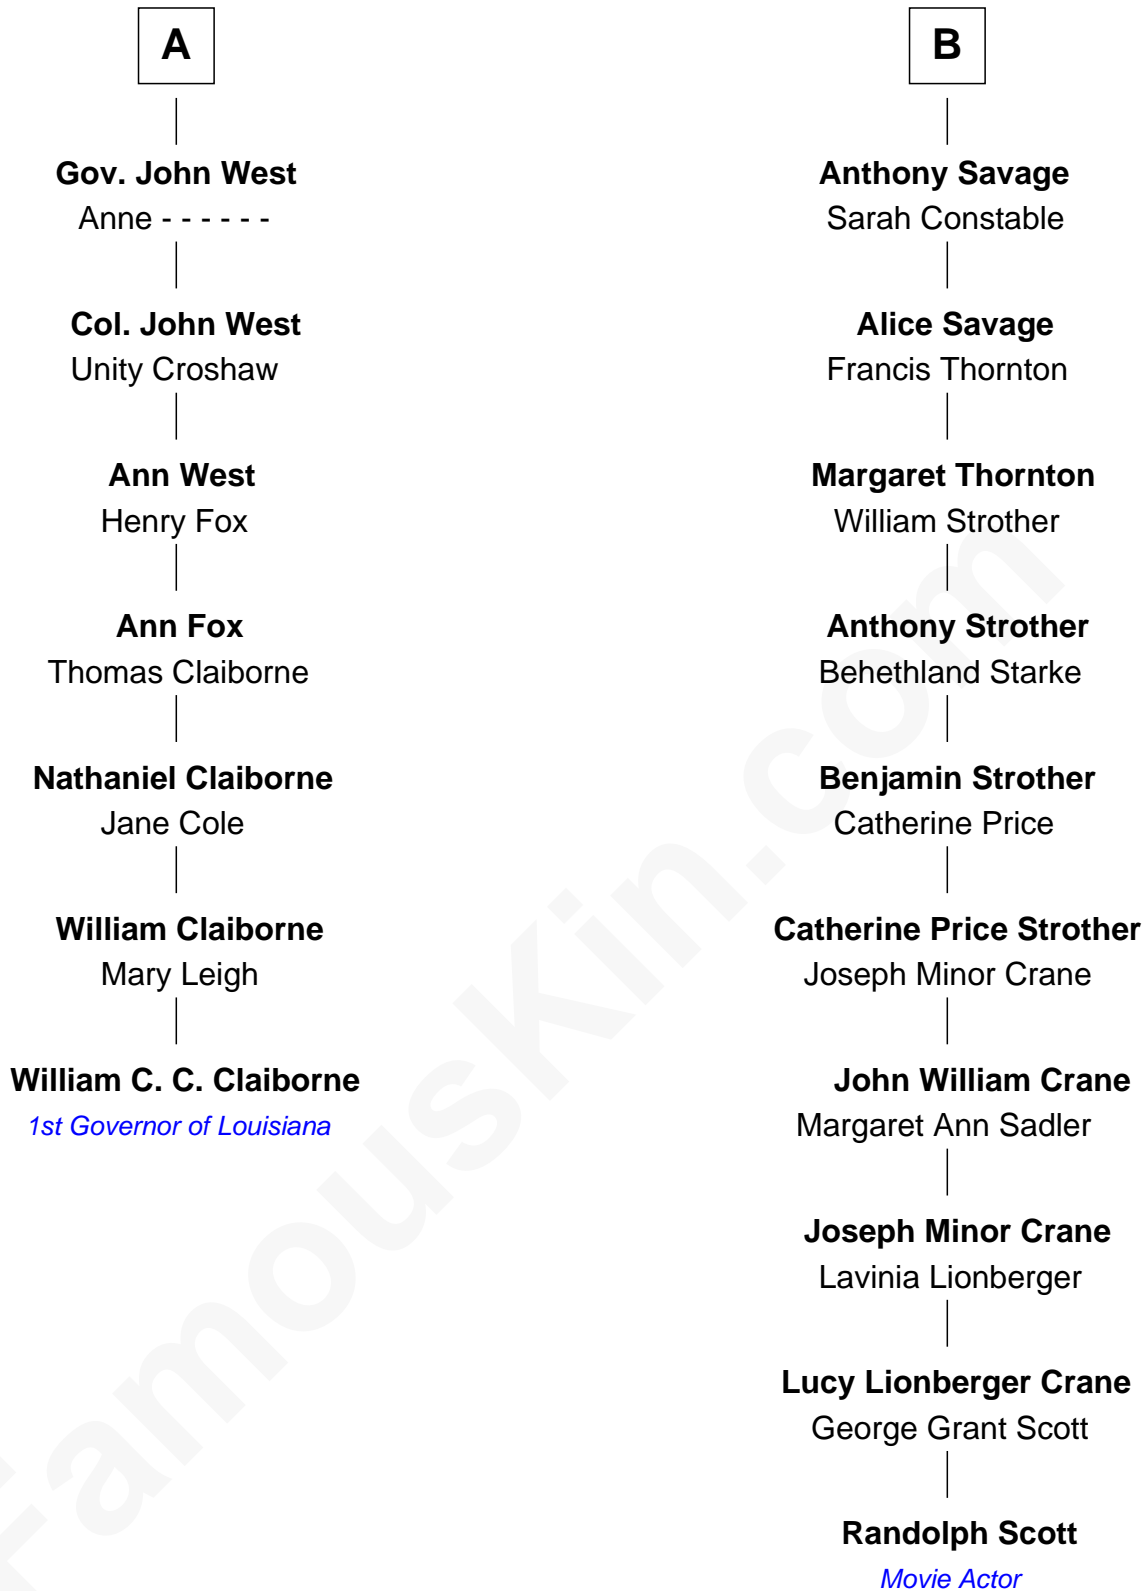 A
Gov. John West
Anne - - - - - -
Col. John West
Unity Croshaw
Ann West
Henry Fox
Ann Fox
Thomas Claiborne
Nathaniel Claiborne
Jane Cole
William Claiborne
Mary Leigh
William C. C. Claiborne
1st Governor of Louisiana
B
Anthony Savage
Sarah Constable
Alice Savage
Francis Thornton
Margaret Thornton
William Strother
Anthony Strother
Behethland Starke
Benjamin Strother
Catherine Price
Catherine Price Strother
Joseph Minor Crane
John William Crane
Margaret Ann Sadler
Joseph Minor Crane
Lavinia Lionberger
Lucy Lionberger Crane
George Grant Scott
Randolph Scott
Movie Actor
FamousKin.com